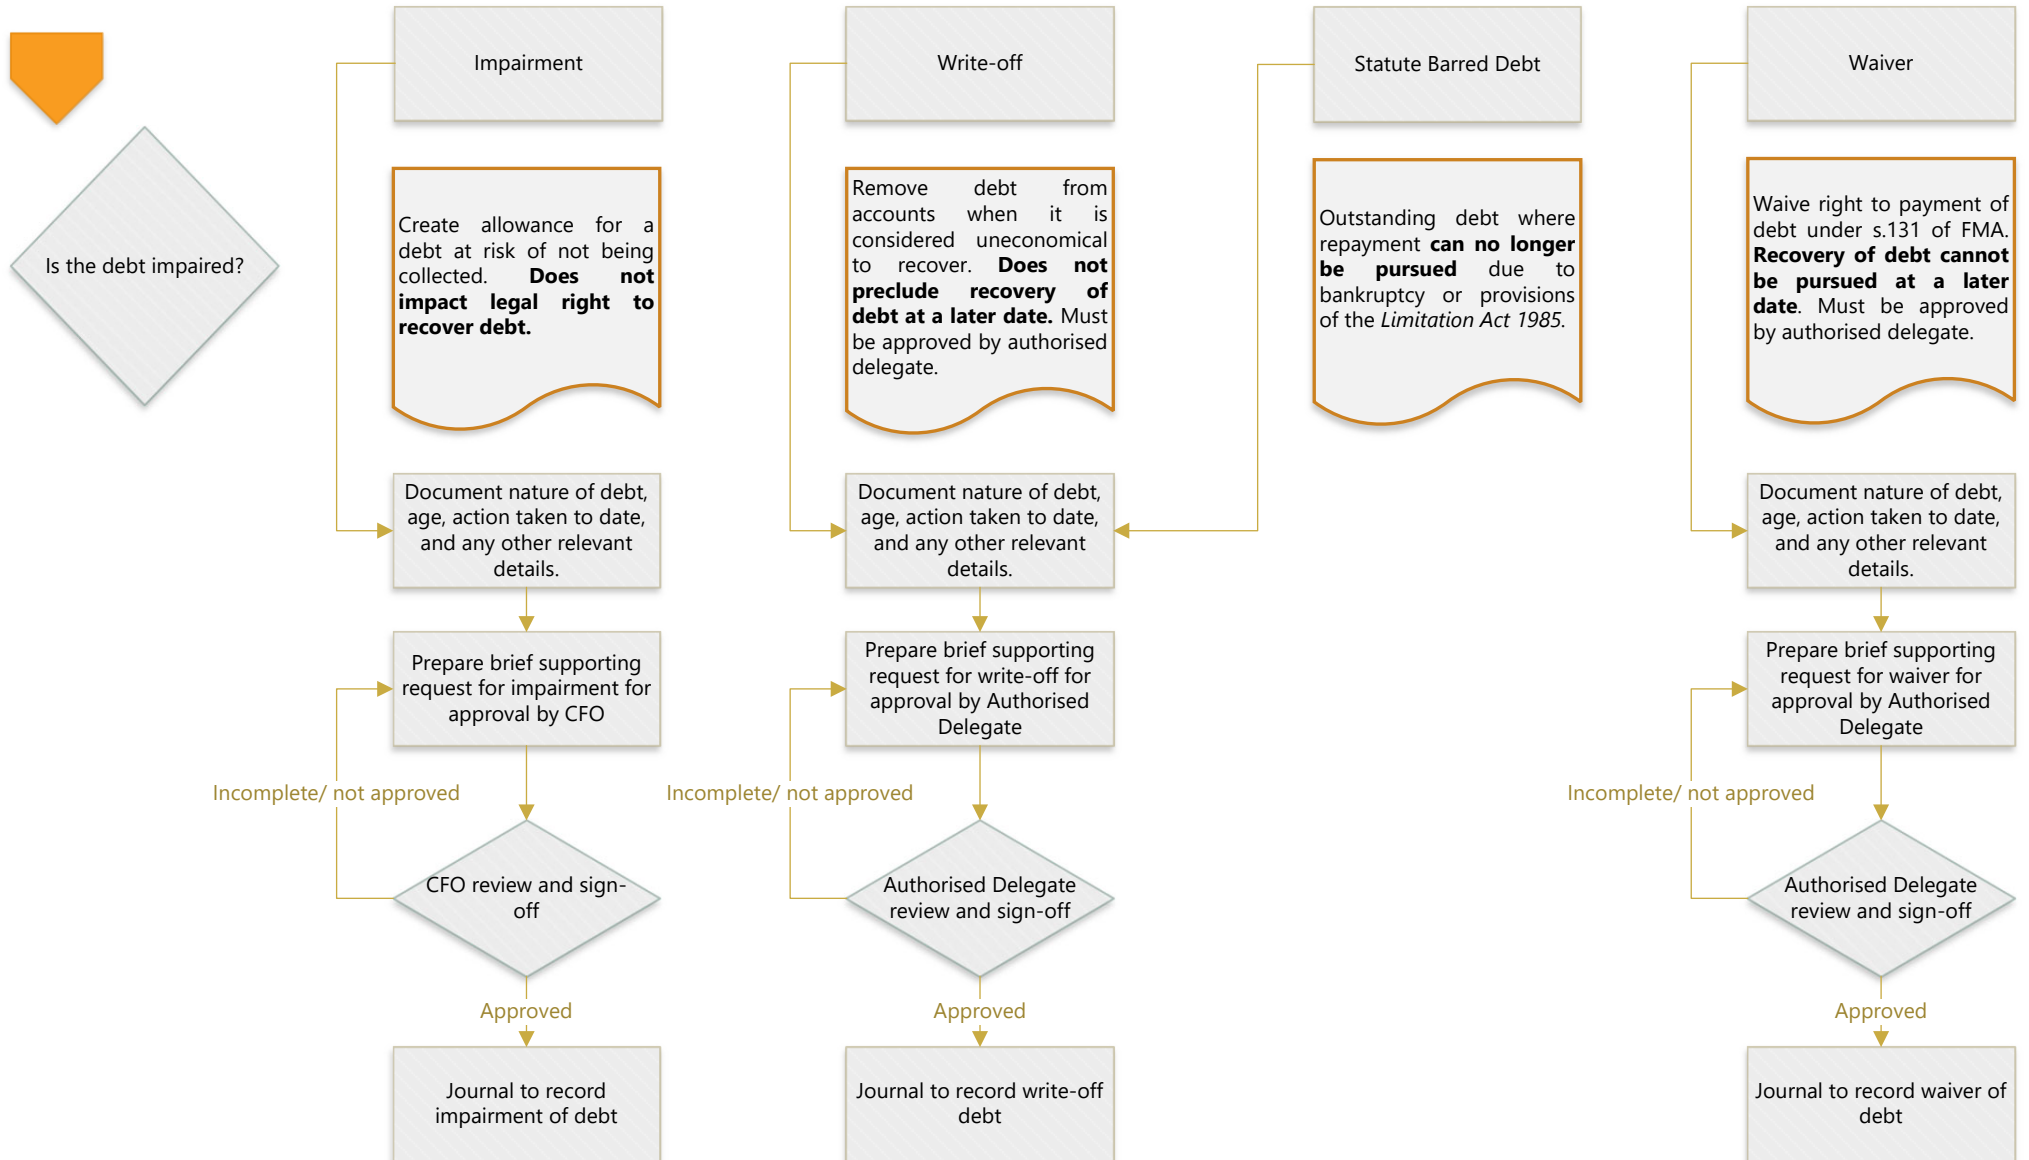 Impairment
Write-off
Statute Barred Debt
Waiver
Is the debt impaired?
Create allowance for a
debt at risk of not being
collected. Does not
impact legal right to
recover debt.
Remove debt from
accounts when it is
considered uneconomical
to recover. Does not
preclude recovery of
debt at a later date. Must
be approved by authorised
delegate.
Outstanding debt where
repayment can no longer
be pursued due to
bankruptcy or provisions
of the Limitation Act 1985.
Waive right to payment of
debt under s.131 of FMA.
Recovery of debt cannot
be pursued at a later
date. Must be approved
by authorised delegate.
Document nature of debt,
age, action taken to date,
and any other relevant
details.
Document nature of debt,
age, action taken to date,
and any other relevant
details.
Document nature of debt,
age, action taken to date,
and any other relevant
details.
Prepare brief supporting
request for impairment for
approval by CFO
Prepare brief supporting
request for write-off for
approval by Authorised
Delegate
Prepare brief supporting
request for waiver for
approval by Authorised
Delegate
Incomplete/ not approved
Incomplete/ not approved
Incomplete/ not approved
CFO review and sign-
off
Authorised Delegate
review and sign-off
Authorised Delegate
review and sign-off
Approved
Approved
Approved
Journal to record
impairment of debt
Journal to record write-off
debt
Journal to record waiver of
debt